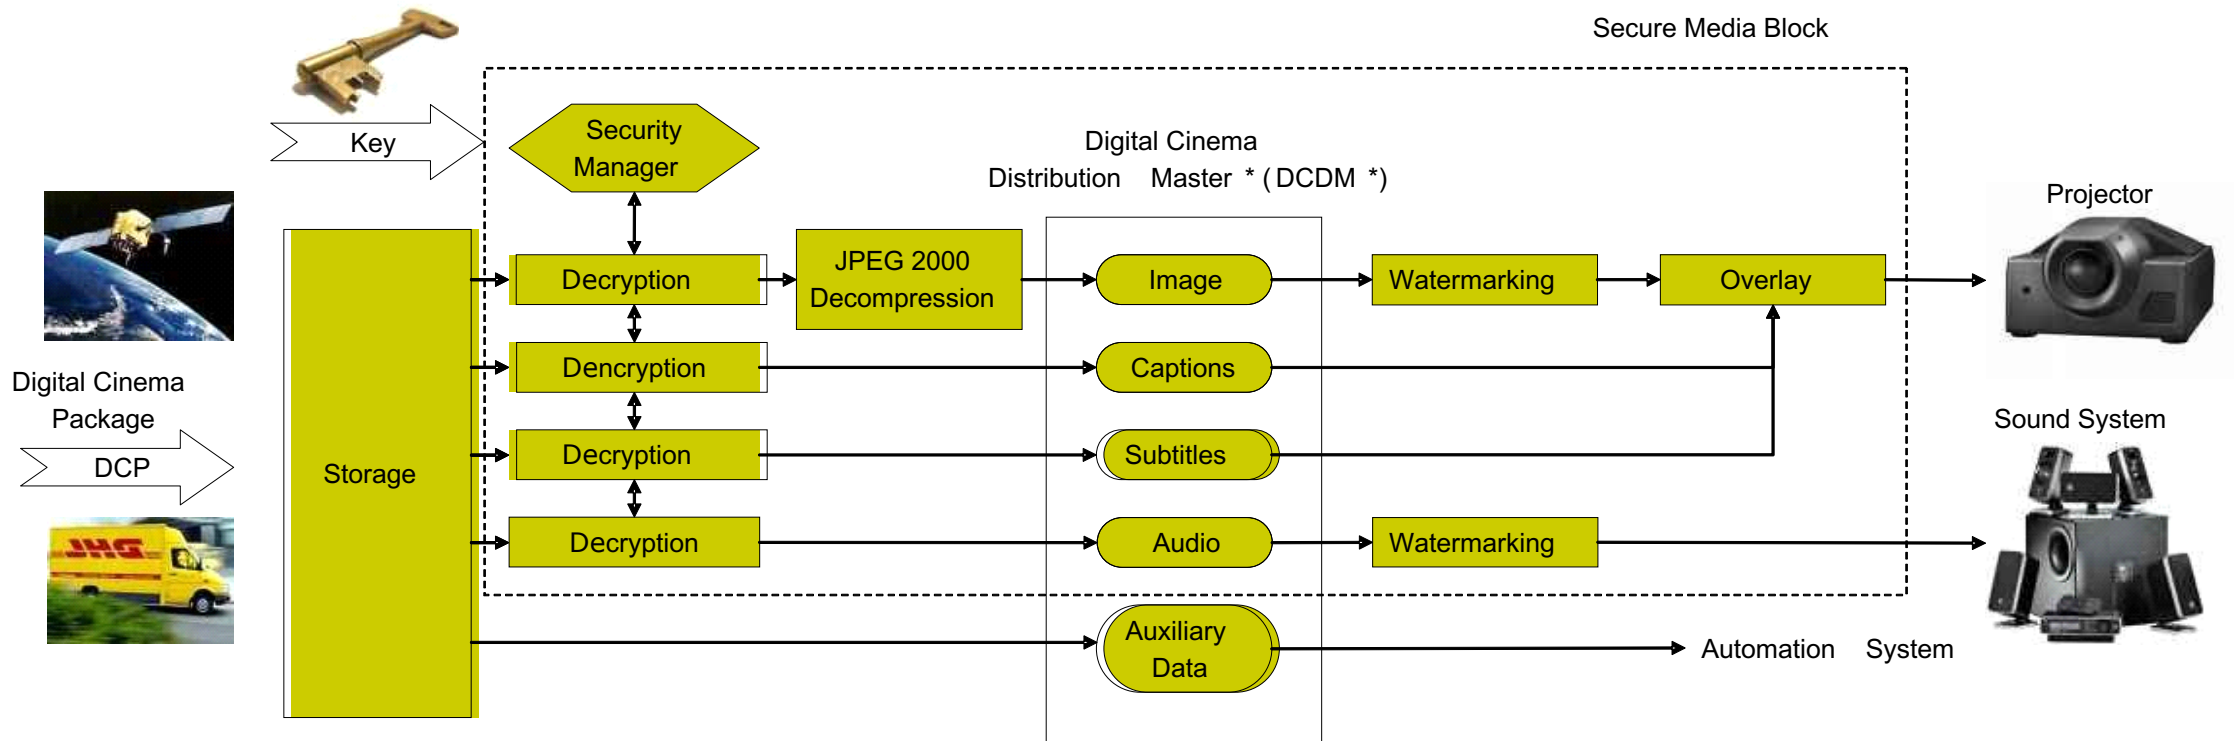 Secure Media Block
Key
Security
Manager
Digital Cinema
Distribution Master * ( DCDM *)
Projector
Decryption
JPEG 2000
Decompression
Image
Watermarking
Overlay
Digital Cinema
Package
DCP
Dencryption
Captions
Storage
Decryption
Subtitles
Sound System
JHG
Decryption
Audio
Watermarking
Auxiliary
Data
Automation System